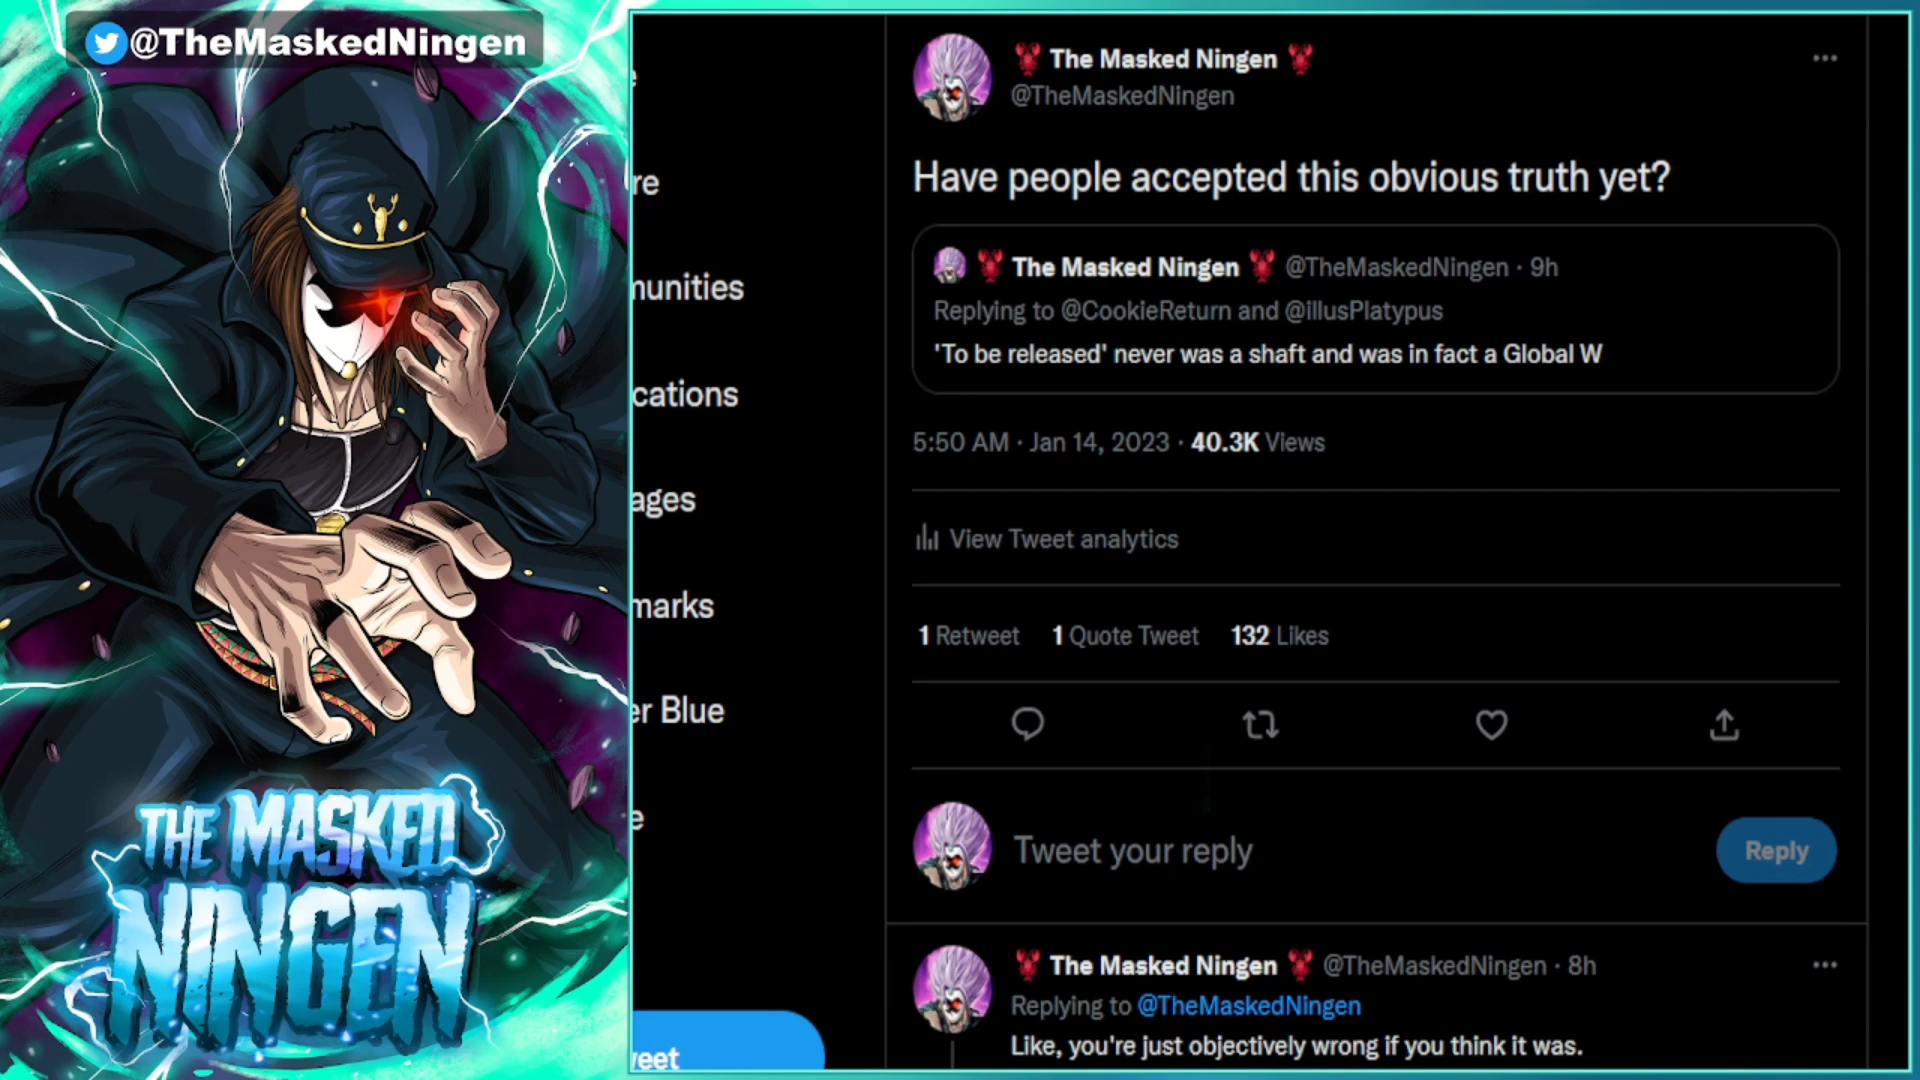 @TheMaskedNingen
THE MASKED
NINGEN
e
re
nunities
cations
ages
marks
er Blue
e
weet
The Masked Ningen
@TheMaskedNingen
Have people accepted this obvious truth yet?
The Masked Ningen @TheMaskedNingen · 9h
Replying to @CookieReturn and @illusPlatypus
'To be released' never was a shaft and was in fact a Global W
5:50 AM · Jan 14, 2023 · 40.3K Views
View Tweet analytics
1 Retweet 1 Quote Tweet 132 Likes
Tweet your reply
Reply
The Masked Ningen @TheMaskedNingen · 8h
Replying to @TheMaskedNingen
Like, you're just objectively wrong if you think it was.